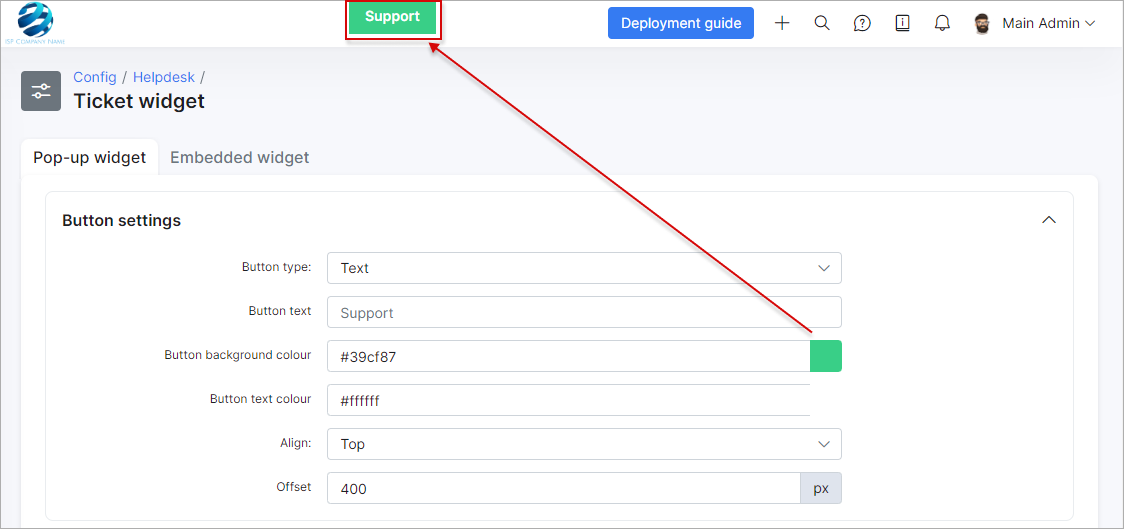 Support
Deployment guide
Main Admin
ISP COMPANY NAME
Config / Helpdesk /
Ticket widget
Pop-up widget
Embedded widget
Button settings
Button type:
Text
Button text
Support
Button background colour
#39cf87
Button text colour
#ffffff
Align:
Top
Offset
400
px